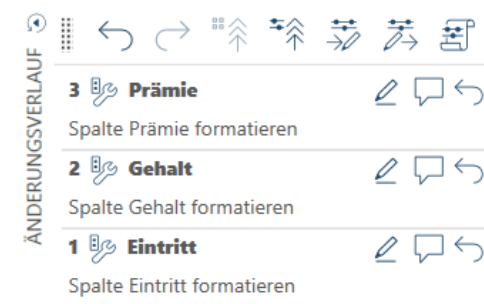 ÄNDERUNGSVERLAUF
3 Prämie
Spalte Prämie formatieren
2 Gehalt
Spalte Gehalt formatieren
1 Eintritt
Spalte Eintritt formatieren